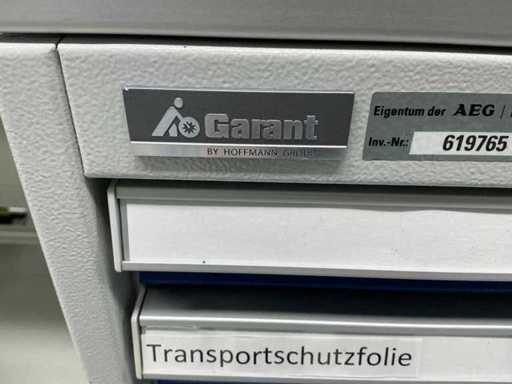 Garant
BY HOFFMANN GROUP
Eigentum der AEG /
Inv.-Nr.: 619765
Transportschutzfolie